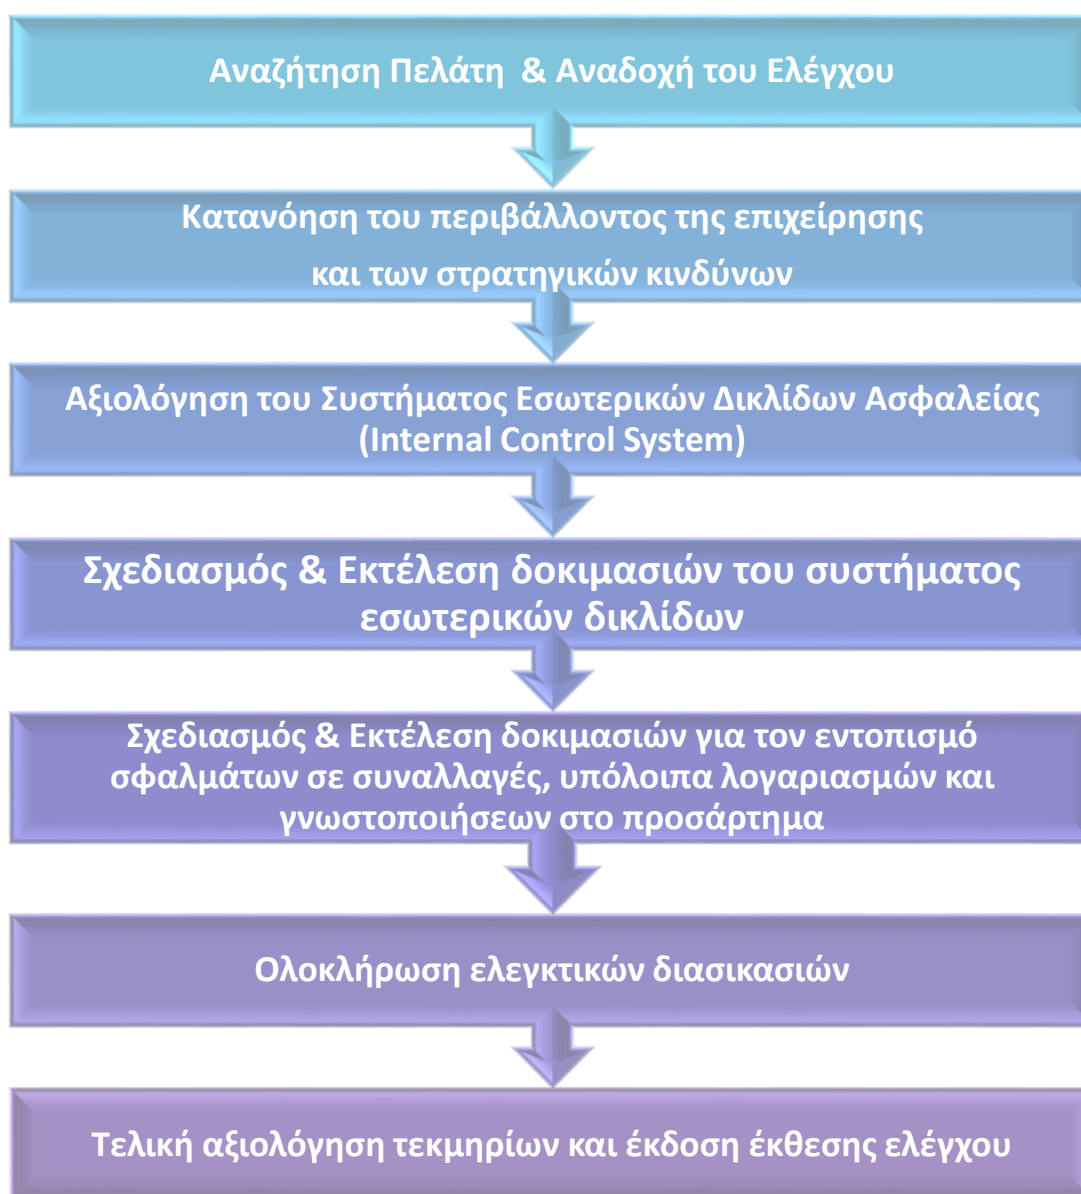 Αναζήτηση Πελάτη & Αναδοχή του Ελέγχου
Κατανόηση του περιβάλλοντος της επιχείρησης
και των στρατηγικών κινδύνων
Αξιολόγηση του Συστήματος Εσωτερικών Δικλίδων Ασφαλείας
(Internal Control System)
Σχεδιασμός & Εκτέλεση δοκιμασιών του συστήματος
εσωτερικών δικλίδων
Σχεδιασμός & Εκτέλεση δοκιμασιών για τον εντοπισμό
σφαλμάτων σε συναλλαγές, υπόλοιπα λογαριασμών και
γνωστοποιήσεων στο προσάρτημα
Ολοκλήρωση ελεγκτικών διασικασιών
Τελική αξιολόγηση τεκμηρίων και έκδοση έκθεσης ελέγχου